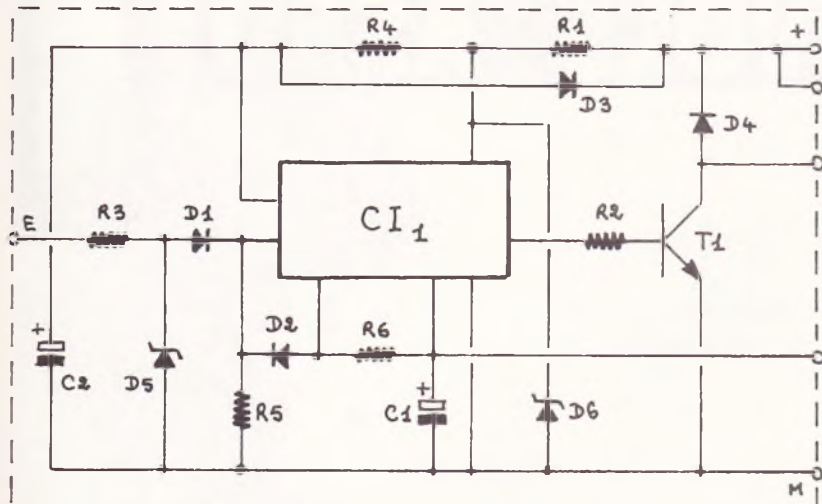 R4
R1
+
D3
D4
CI1
R3
D1
R2
E
T1
D2
R6
+
C2
D5
+
R5
C1
D6
M